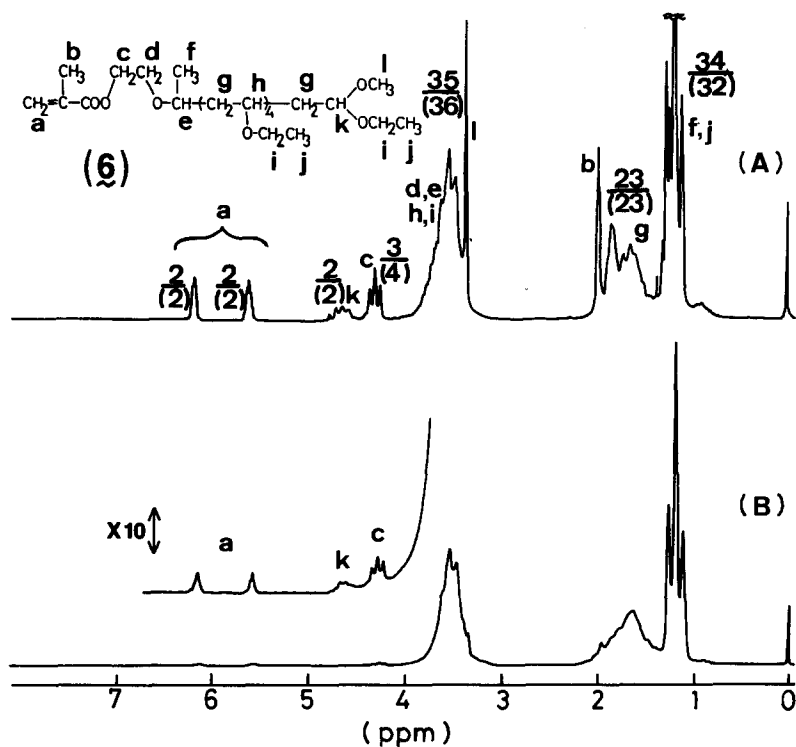 b c d f
CH₃ CH₂CH₂ CH₃ g h g OCH₃ l
CH₂=C-COO O-CH(CH₂-CH)₄ CH₂-CH
a e O-CH₂CH₃ k OCH₂CH₃
i j i j
(6)
35
(36)
34
(32)
l
f,j
(A)
b
23
(23)
g
d,e
h,i
a
2
(2)
2
(2)
2
(2)
k
c
3
(4)
(B)
X10
a
k
c
7 6 5 4 3 2 1 0
(ppm)